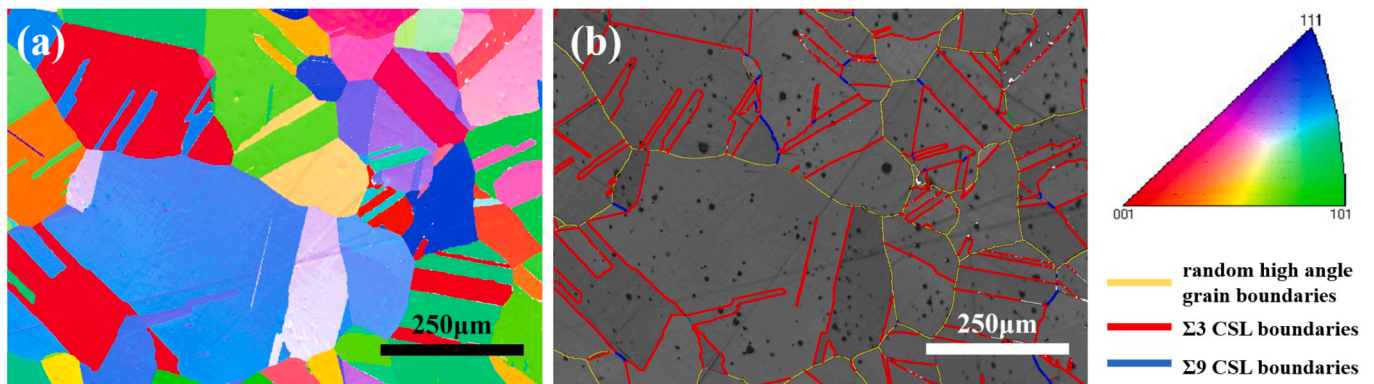 (a)
250μm
(b)
250μm
111
001
101
random high angle
grain boundaries
Σ3 CSL boundaries
Σ9 CSL boundaries